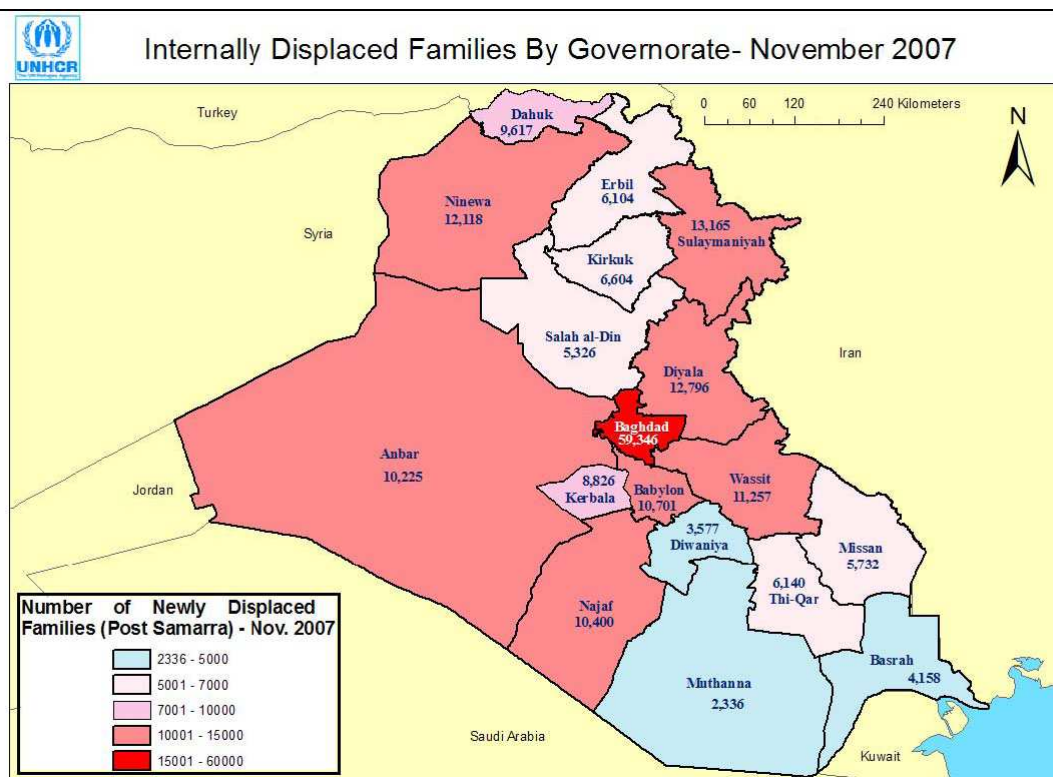 UNHCR
The UN Refugee Agency
Internally Displaced Families By Governorate- November 2007
0 60 120 240 Kilometers
N
Turkey
Dahuk
9,617
Erbil
6,104
Ninewa
12,118
13,165
Sulaymaniyah
Syria
Kirkuk
6,604
Salah al-Din
5,326
Iran
Diyala
12,796
Baghdad
59,346
Anbar
10,225
Jordan
8,826
Kerbala
Babylon
10,701
Wassit
11,257
3,577
Diwaniya
Missan
5,732
6,140
Thi-Qar
Najaf
10,400
Basrah
4,158
Muthanna
2,336
Saudi Arabia
Kuwait
Number of Newly Displaced
Families (Post Samarra) - Nov. 2007
2336 - 5000
5001 - 7000
7001 - 10000
10001 - 15000
15001 - 60000